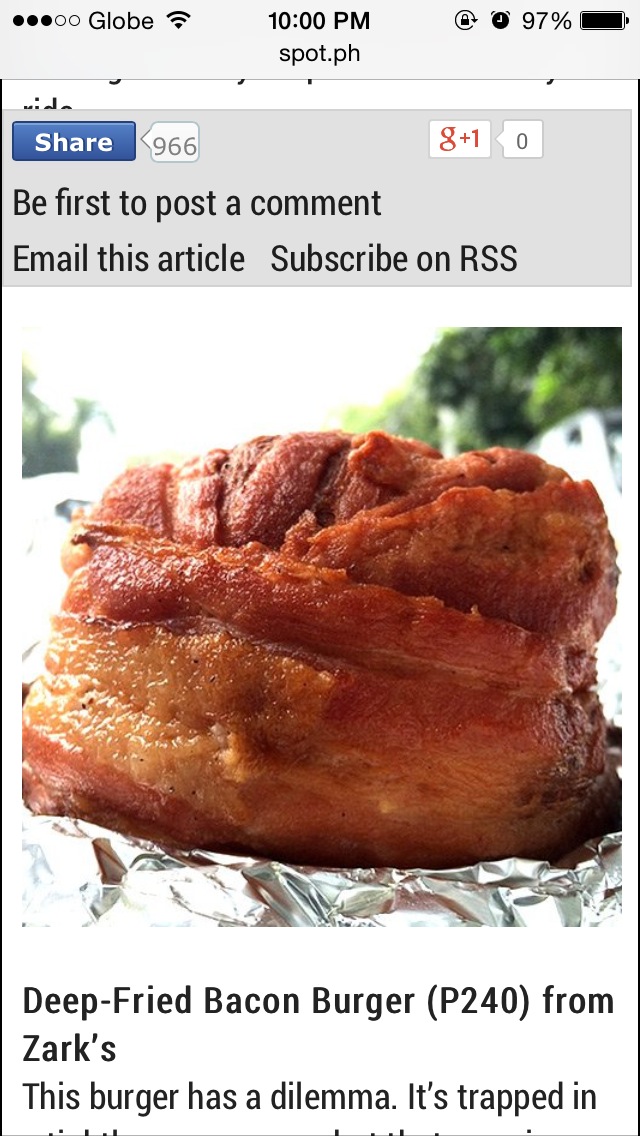 Globe 10:00 PM 97%
spot.ph
ride
Share 966 g+1 0
Be first to post a comment
Email this article Subscribe on RSS
Deep-Fried Bacon Burger (P240) from
Zark's
This burger has a dilemma. It's trapped in